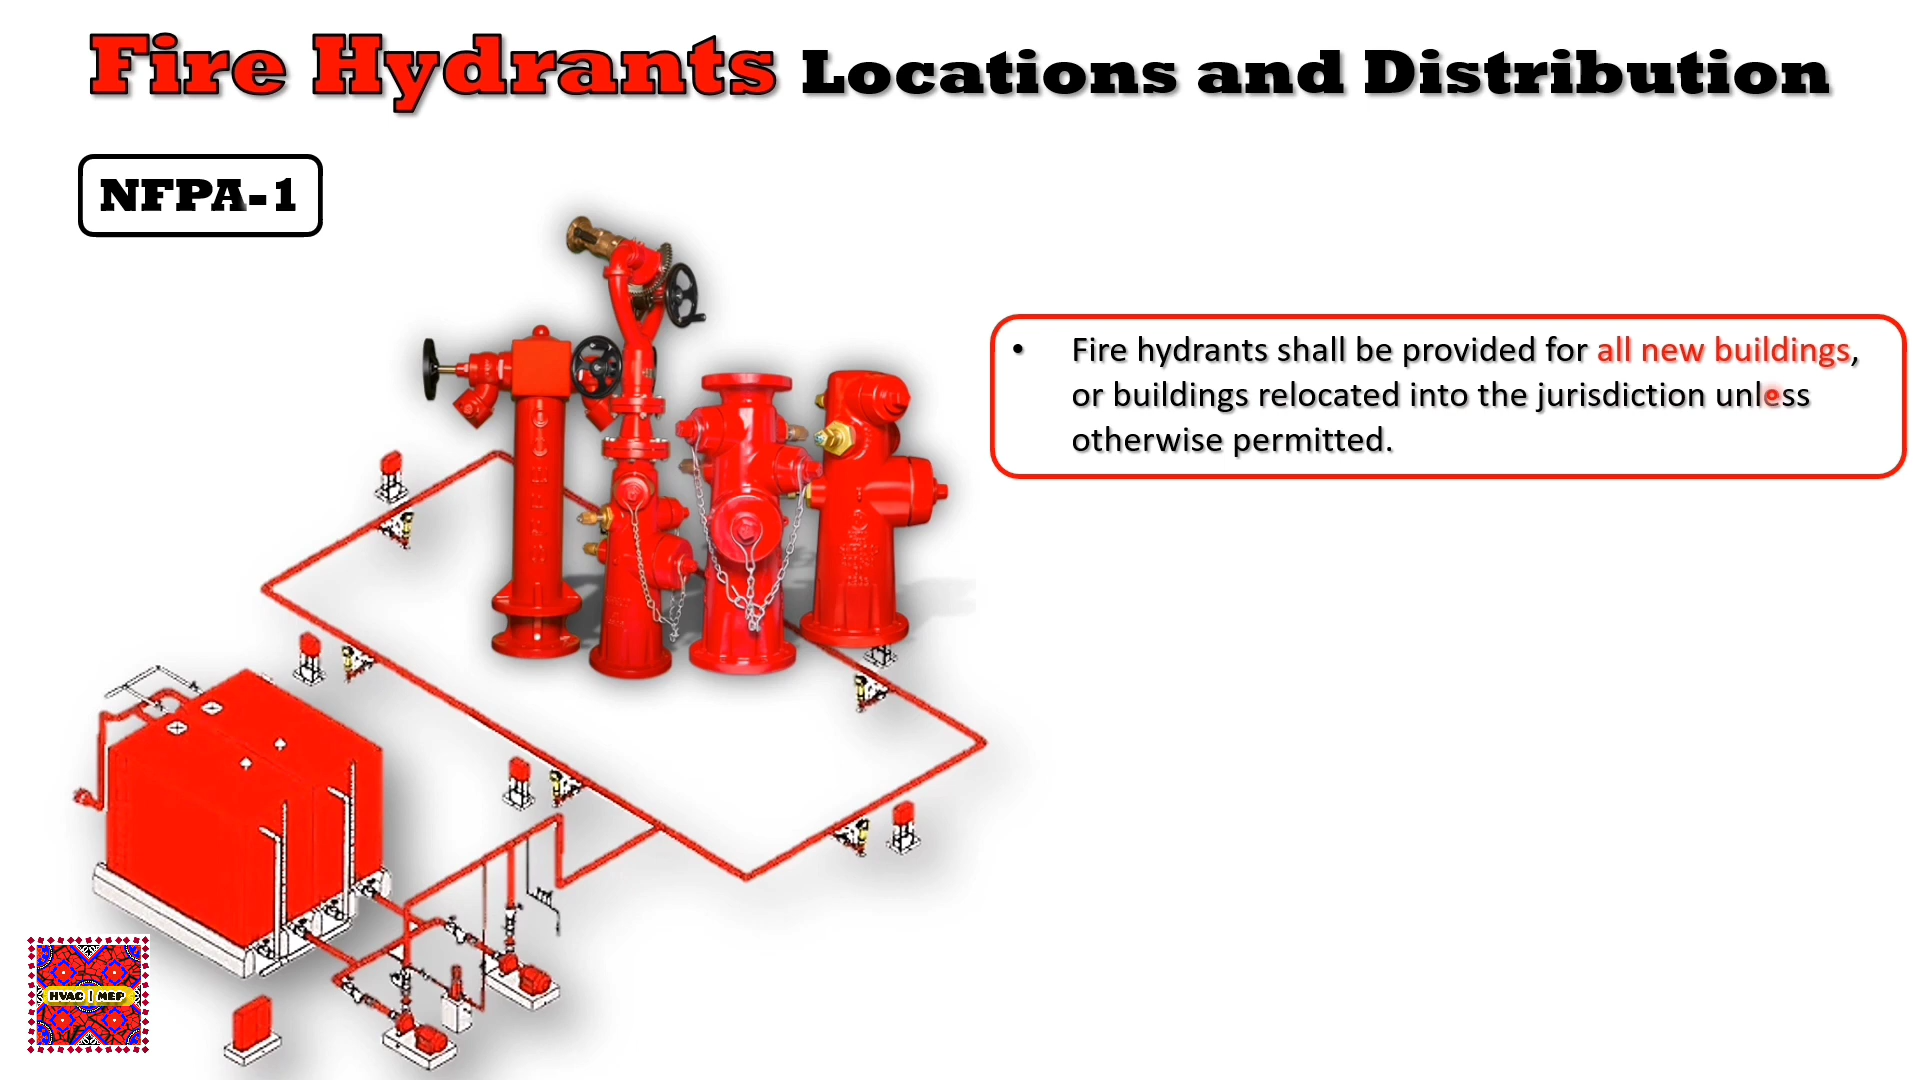 Fire Hydrants Locations and Distribution
NFPA-1
• Fire hydrants shall be provided for all new buildings,
or buildings relocated into the jurisdiction unless
otherwise permitted.
HVAC | MEP